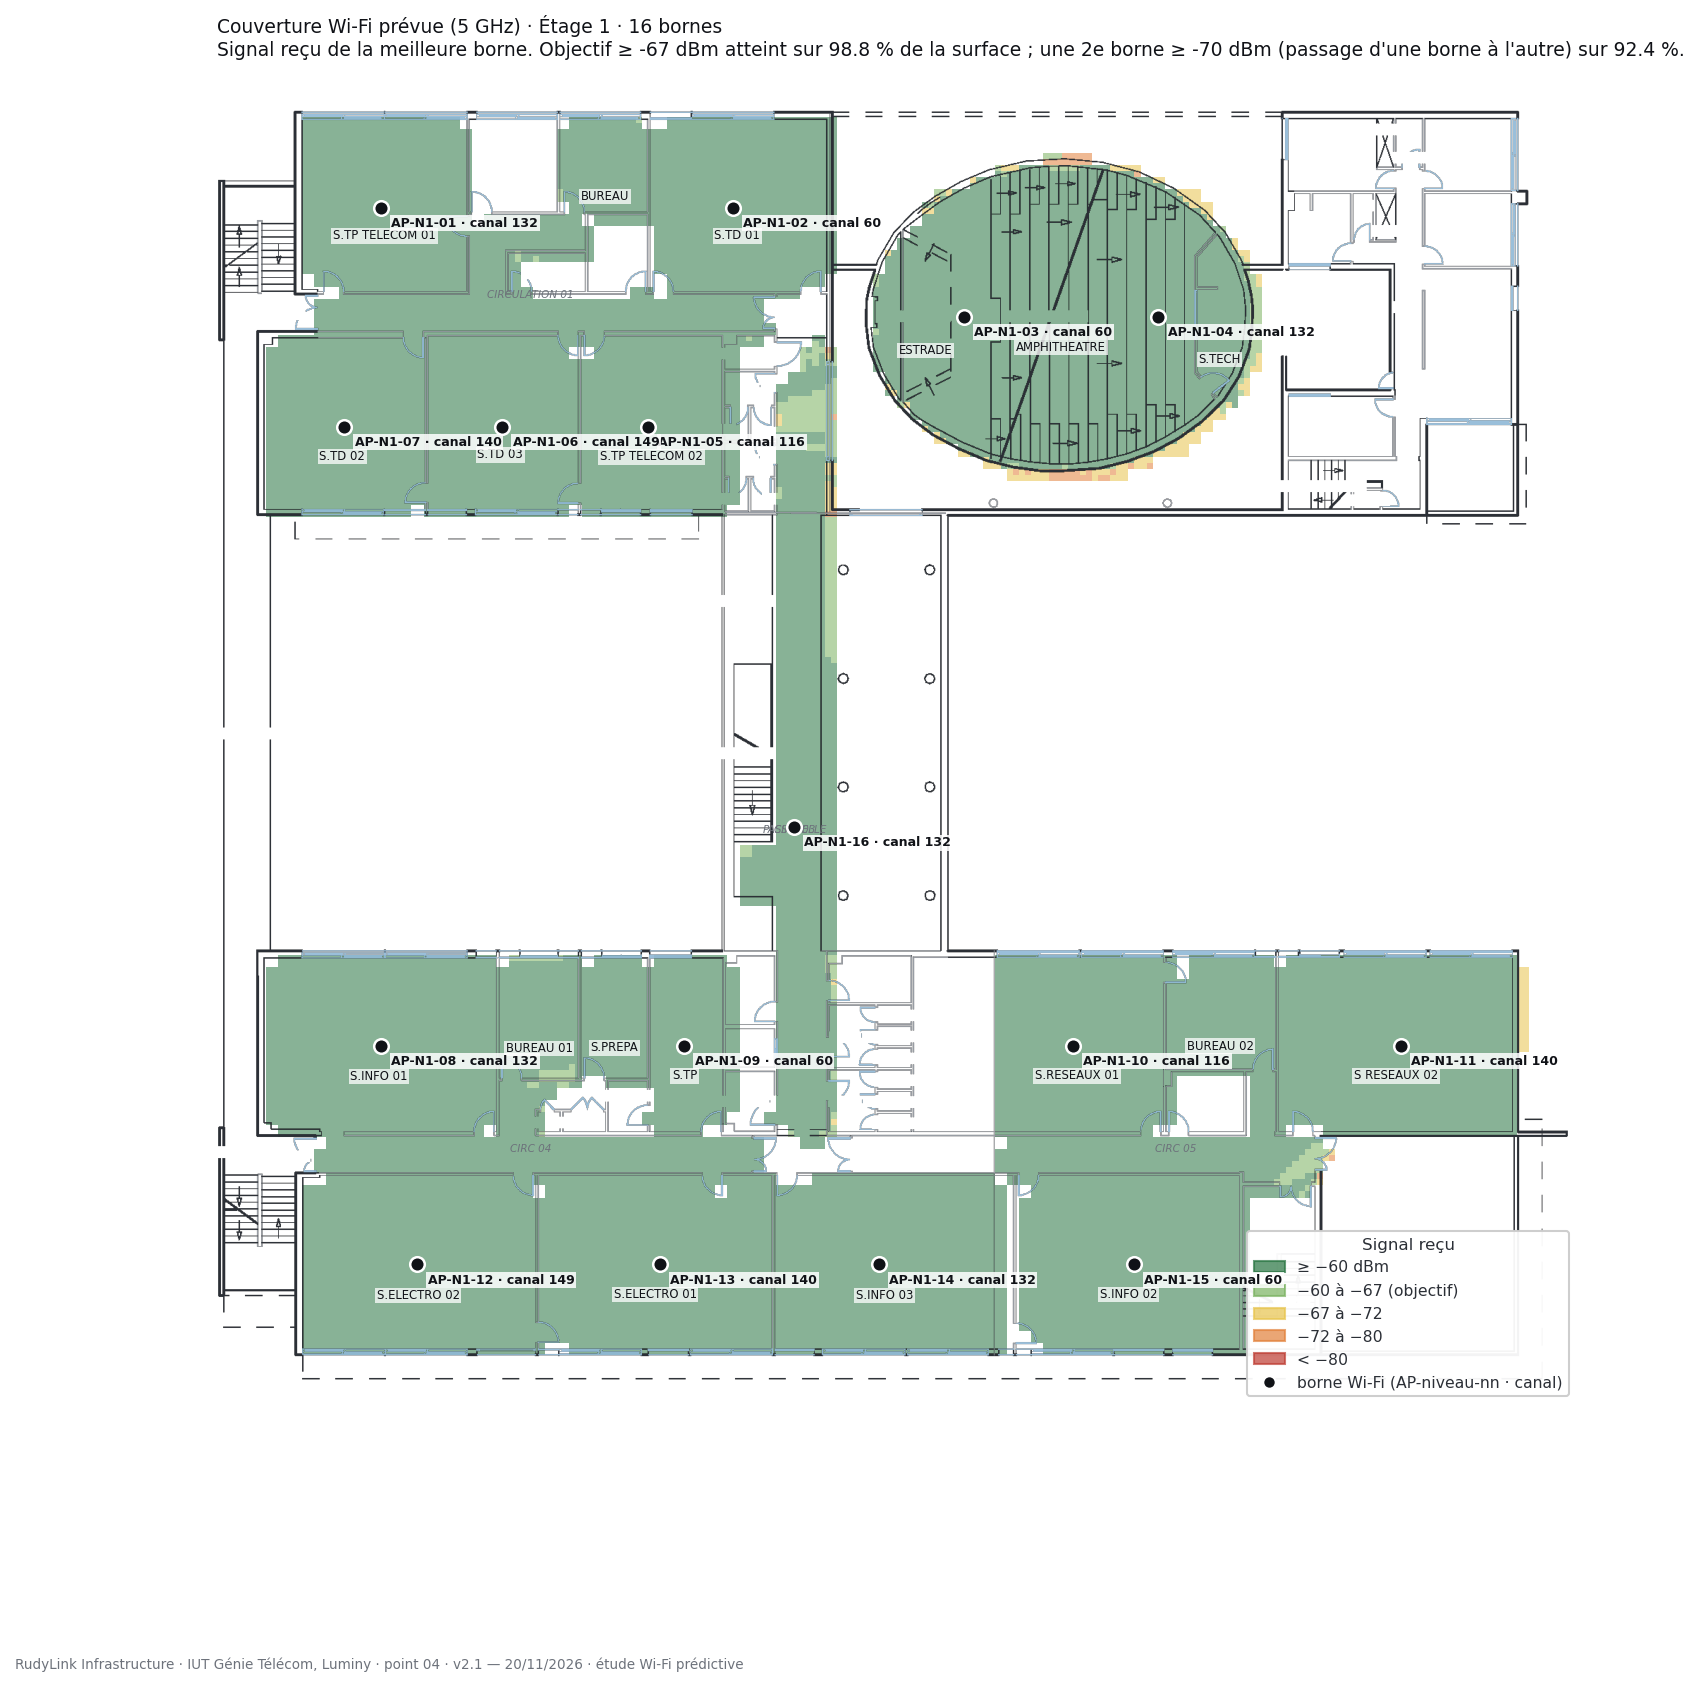 Couverture Wi-Fi prévue (5 GHz) · Étage 1 · 16 bornes
Signal reçu de la meilleure borne. Objectif ≥ -67 dBm atteint sur 98.8 % de la surface ; une 2e borne ≥ -70 dBm (passage d'une borne à l'autre) sur 92.4 %.
BUREAU
AP-N1-01 · canal 132
AP-N1-02 · canal 60
S.TP TELECOM 01
S.TD 01
CIRCULATION 01
AP-N1-03 · canal 60
AP-N1-04 · canal 132
ESTRADE
AMPHITHEATRE
S.TECH
AP-N1-07 · canal 140
AP-N1-06 · canal 149
AP-N1-05 · canal 116
S.TD 02
S.TD 03
S.TP TELECOM 02
AP-N1-16 · canal 132
BUREAU 01
S.PREPA
BUREAU 02
AP-N1-08 · canal 132
AP-N1-09 · canal 60
AP-N1-10 · canal 116
AP-N1-11 · canal 140
S.INFO 01
S.TP
S.RESEAUX 01
S RESEAUX 02
CIRC 04
CIRC 05
AP-N1-12 · canal 149
AP-N1-13 · canal 140
AP-N1-14 · canal 132
AP-N1-15 · canal 60
S.ELECTRO 02
S.ELECTRO 01
S.INFO 03
S.INFO 02
Signal reçu
≥ −60 dBm
−60 à −67 (objectif)
−67 à −72
−72 à −80
< −80
borne Wi-Fi (AP-niveau-nn · canal)
RudyLink Infrastructure · IUT Génie Télécom, Luminy · point 04 · v2.1 — 20/11/2026 · étude Wi-Fi prédictive